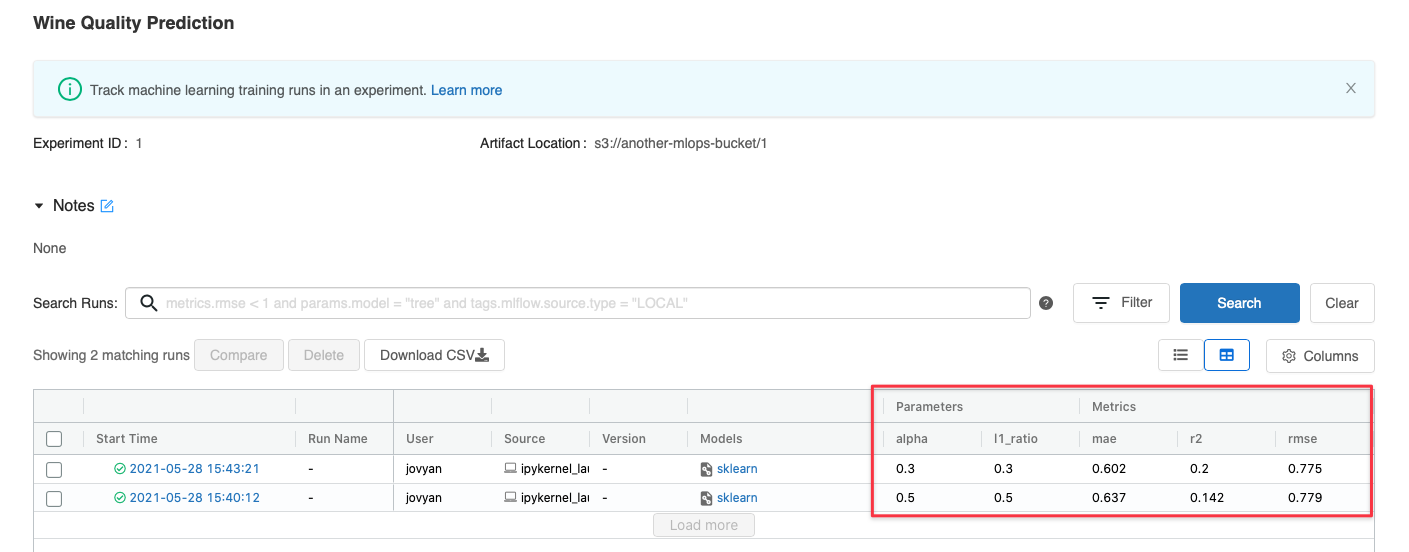 Wine Quality Prediction
Track machine learning training runs in an experiment. Learn more
Experiment ID : 1 Artifact Location : s3://another-mlops-bucket/1
Notes
None
Search Runs: metrics.rmse < 1 and params.model = "tree" and tags.mlflow.source.type = "LOCAL" ? Filter Search Clear
Showing 2 matching runs Compare Delete Download CSV Columns
Parameters Metrics
Start Time Run Name User Source Version Models alpha l1_ratio mae r2 rmse
2021-05-28 15:43:21 - jovyan ipykernel_lau - sklearn 0.3 0.3 0.602 0.2 0.775
2021-05-28 15:40:12 - jovyan ipykernel_lau - sklearn 0.5 0.5 0.637 0.142 0.779
Load more